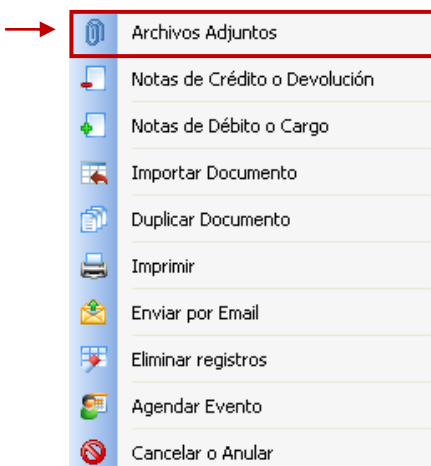 Archivos Adjuntos
Notas de Crédito o Devolución
Notas de Débito o Cargo
Importar Documento
Duplicar Documento
Imprimir
Enviar por Email
Eliminar registros
Agendar Evento
Cancelar o Anular